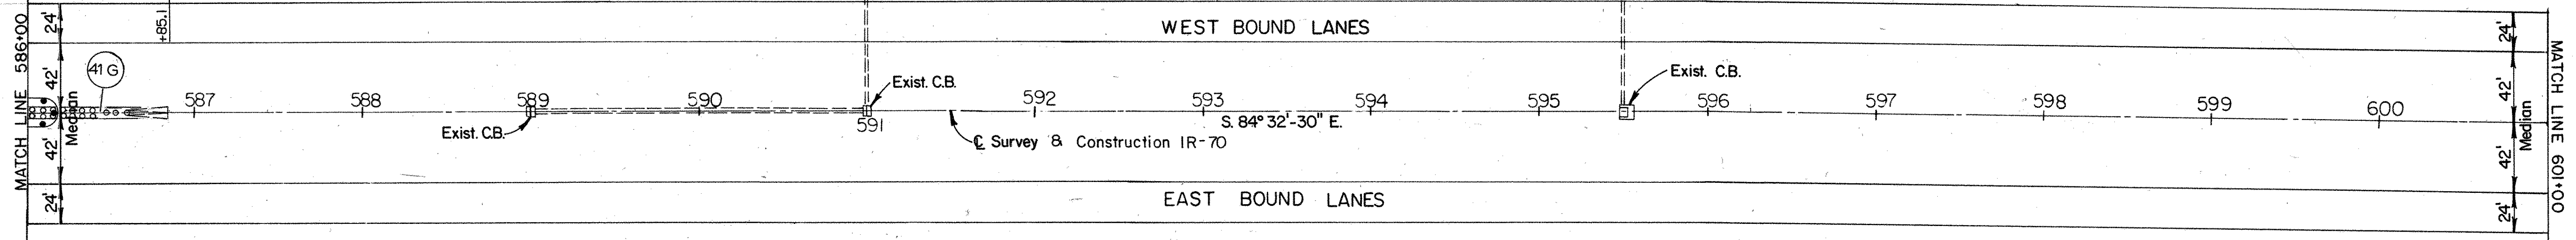 MATCH LINE 586+00
24'
42'
Median
42'
24'
+85.1
41 G
WEST BOUND LANES
587
588
589
590
591
592
593
594
595
596
597
598
599
600
Exist. C.B.
Exist. C.B.
Exist. C.B.
S. 84° 32'-30" E.
℄ Survey & Construction IR-70
EAST BOUND LANES
24'
42'
Median
42'
24'
MATCH LINE 601+00